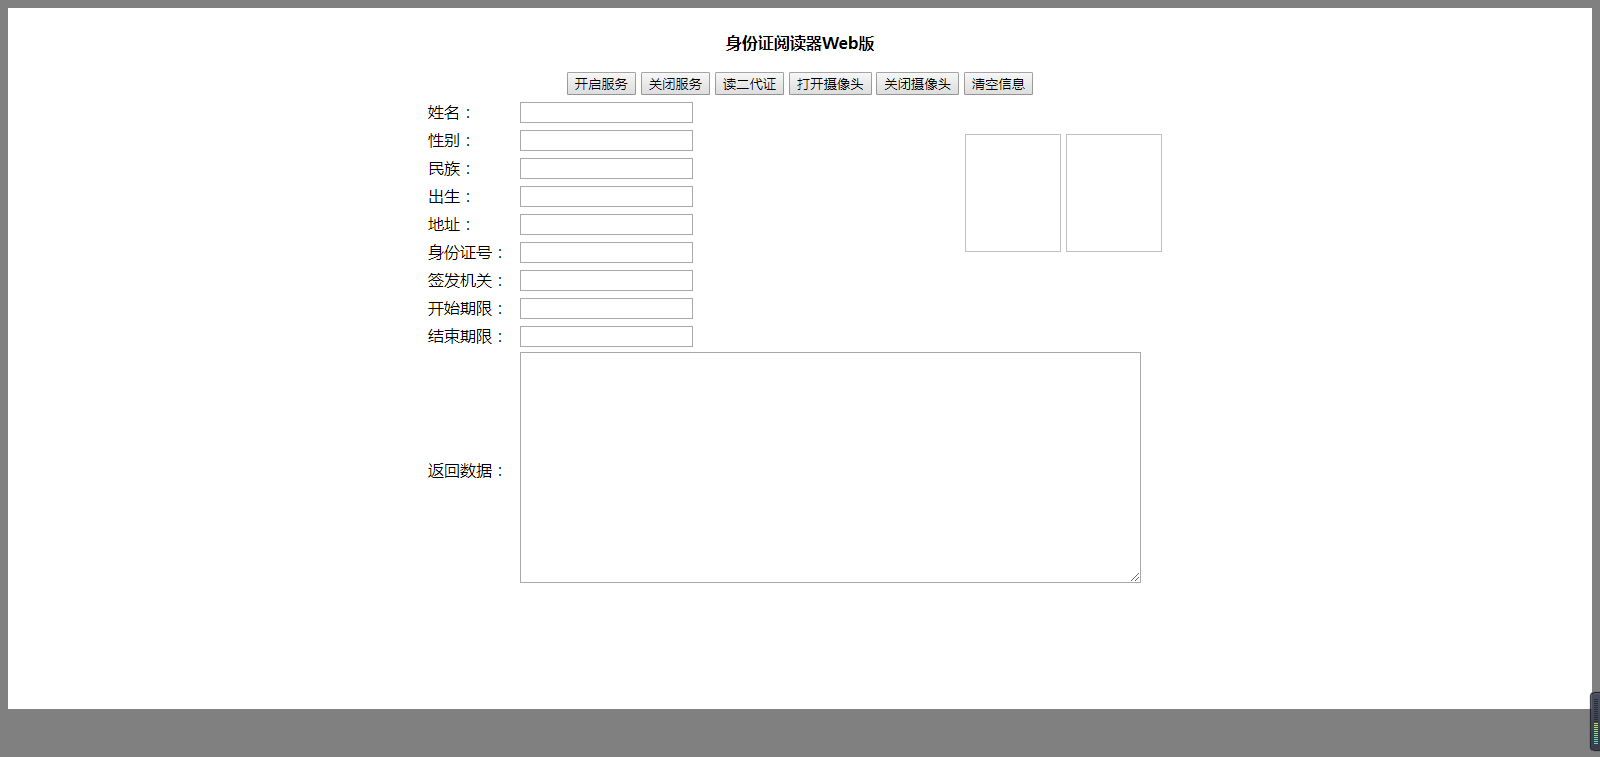 身份证阅读器Web版
开启服务 关闭服务 读二代证 打开摄像头 关闭摄像头 清空信息
姓名：
性别：
民族：
出生：
地址：
身份证号：
签发机关：
开始期限：
结束期限：
返回数据：